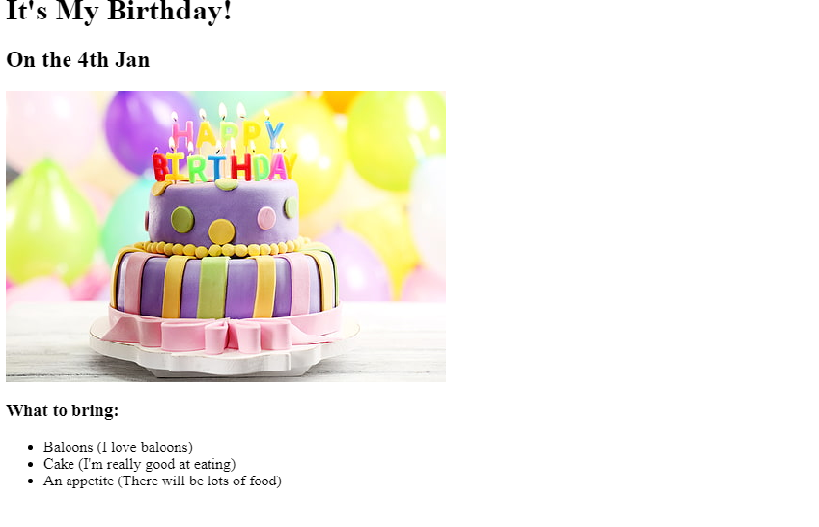 It's My Birthday!
On the 4th Jan
HAPPY
BIRTHDAY
What to bring:
Baloons (I love baloons)
Cake (I'm really good at eating)
An appetite (There will be lots of food)